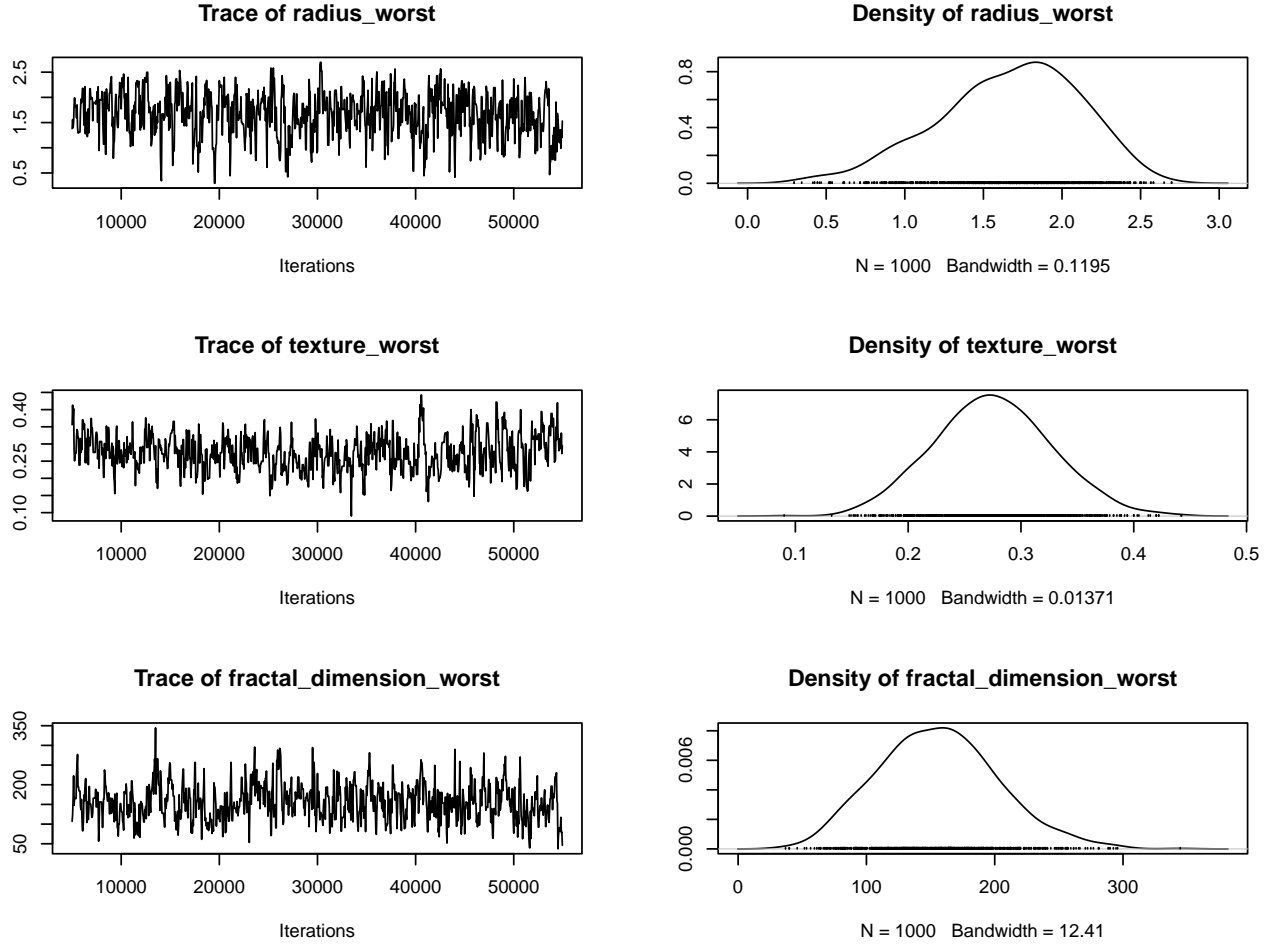 Trace of radius_worst
0.5 1.5 2.5
10000 20000 30000 40000 50000
Iterations
Density of radius_worst
0.0 0.4 0.8
0.0 0.5 1.0 1.5 2.0 2.5 3.0
N = 1000 Bandwidth = 0.1195
Trace of texture_worst
0.10 0.25 0.40
10000 20000 30000 40000 50000
Iterations
Density of texture_worst
0 2 4 6
0.1 0.2 0.3 0.4 0.5
N = 1000 Bandwidth = 0.01371
Trace of fractal_dimension_worst
50 200 350
10000 20000 30000 40000 50000
Iterations
Density of fractal_dimension_worst
0.000 0.006
0 100 200 300
N = 1000 Bandwidth = 12.41